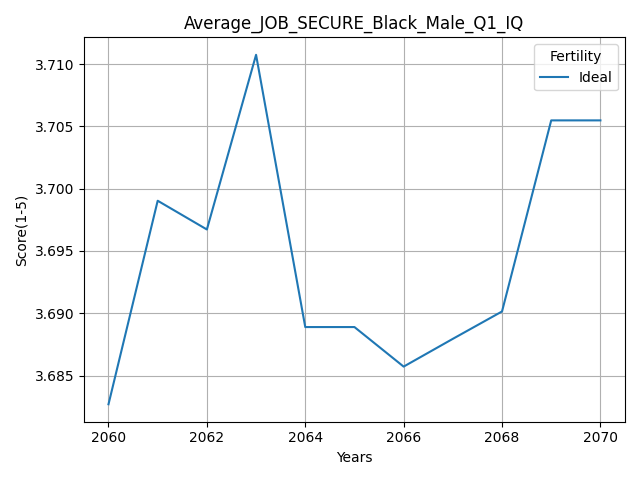 Average_JOB_SECURE_Black_Male_Q1_IQ
Fertility
Ideal
3.710
3.705
3.700
3.695
3.690
3.685
Score(1-5)
2060 2062 2064 2066 2068 2070
Years